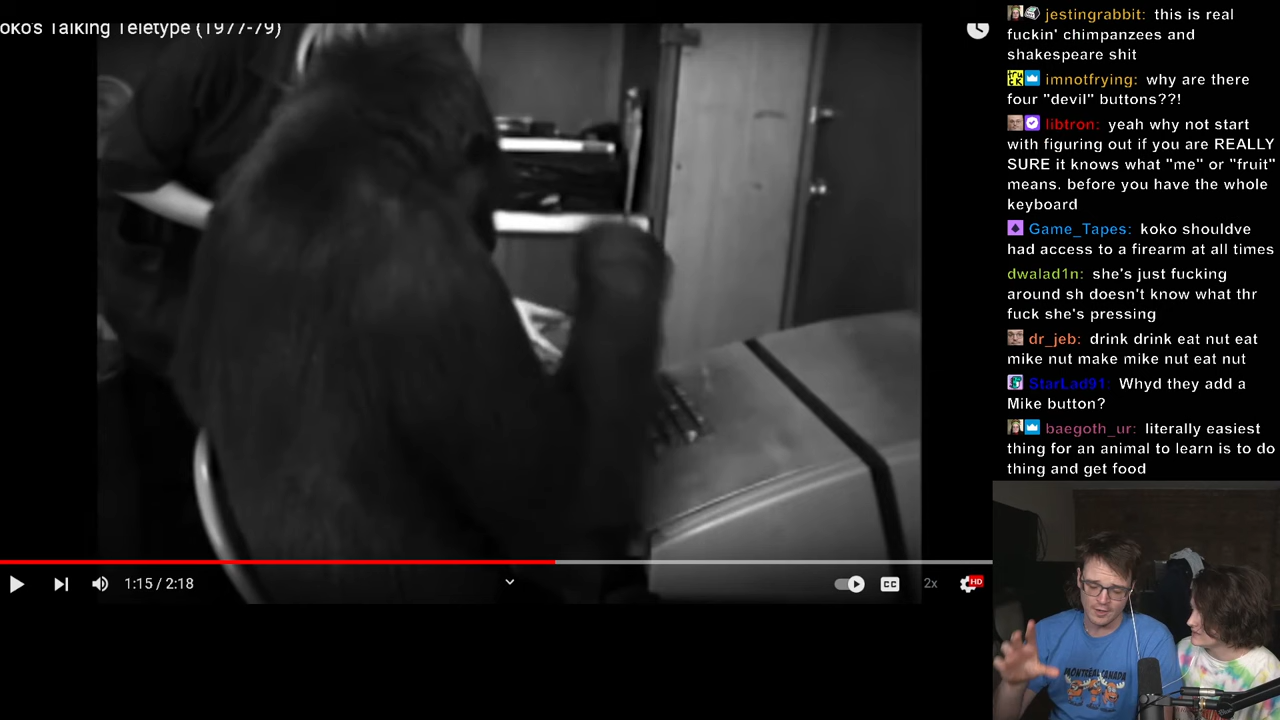 oko's Talking Teletype (1977-79)
1:15 / 2:18
CC
2x
HD
jestingrabbit: this is real
fuckin' chimpanzees and
shakespeare shit
imnotfrying: why are there
four "devil" buttons??!
libtron: yeah why not start
with figuring out if you are REALLY
SURE it knows what "me" or "fruit"
means. before you have the whole
keyboard
Game_Tapes: koko shouldve
had access to a firearm at all times
dwalad1n: she's just fucking
around sh doesn't know what thr
fuck she's pressing
dr_jeb: drink drink eat nut eat
mike nut make mike nut eat nut
StarLad91: Whyd they add a
Mike button?
baegoth_ur: literally easiest
thing for an animal to learn is to do
thing and get food
MONTRÉAL CANADA